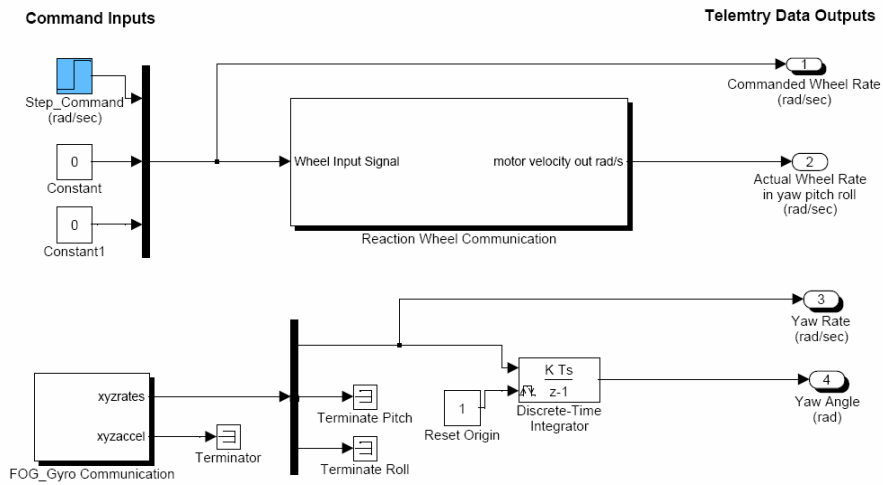 Command Inputs
Telemtry Data Outputs
Step_Command
(rad/sec)
0
Constant
0
Constant1
Wheel Input Signal
motor velocity out rad/s
Reaction Wheel Communication
1
Commanded Wheel Rate
(rad/sec)
2
Actual Wheel Rate
in yaw pitch roll
(rad/sec)
3
Yaw Rate
(rad/sec)
xyzrates
xyzaccel
FOG_Gyro Communication
Terminator
Terminate Pitch
Terminate Roll
1
Reset Origin
K Ts
z-1
Discrete-Time
Integrator
4
Yaw Angle
(rad)